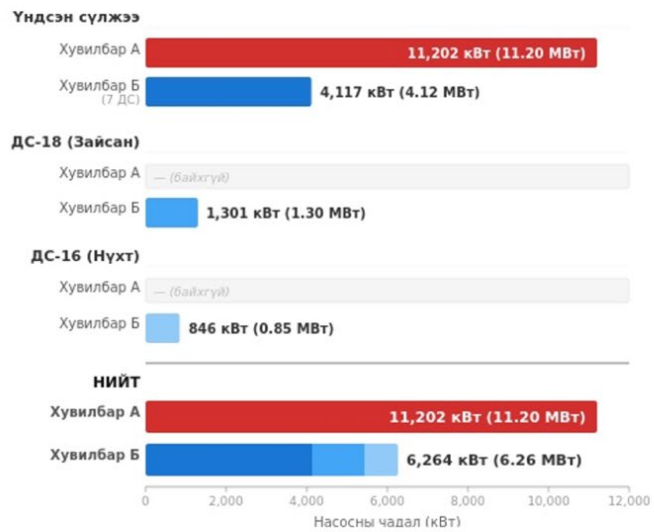 Үндсэн сүлжээ
Хувилбар А
11,202 кВт (11.20 МВт)
Хувилбар Б
(7 ДС)
4,117 кВт (4.12 МВт)
ДС-18 (Зайсан)
Хувилбар А
— (байхгүй)
Хувилбар Б
1,301 кВт (1.30 МВт)
ДС-16 (Нүхт)
Хувилбар А
— (байхгүй)
Хувилбар Б
846 кВт (0.85 МВт)
НИЙТ
Хувилбар А
11,202 кВт (11.20 МВт)
Хувилбар Б
6,264 кВт (6.26 МВт)
0 2,000 4,000 6,000 8,000 10,000 12,000
Насосны чадал (кВт)